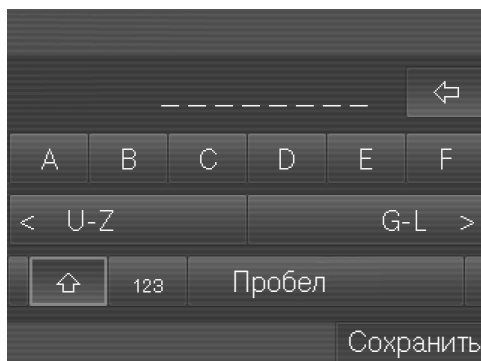 _ _ _ _ _ _ _ _ _
A B C D E F
< U-Z G-L >
123 Пробел
Сохранить